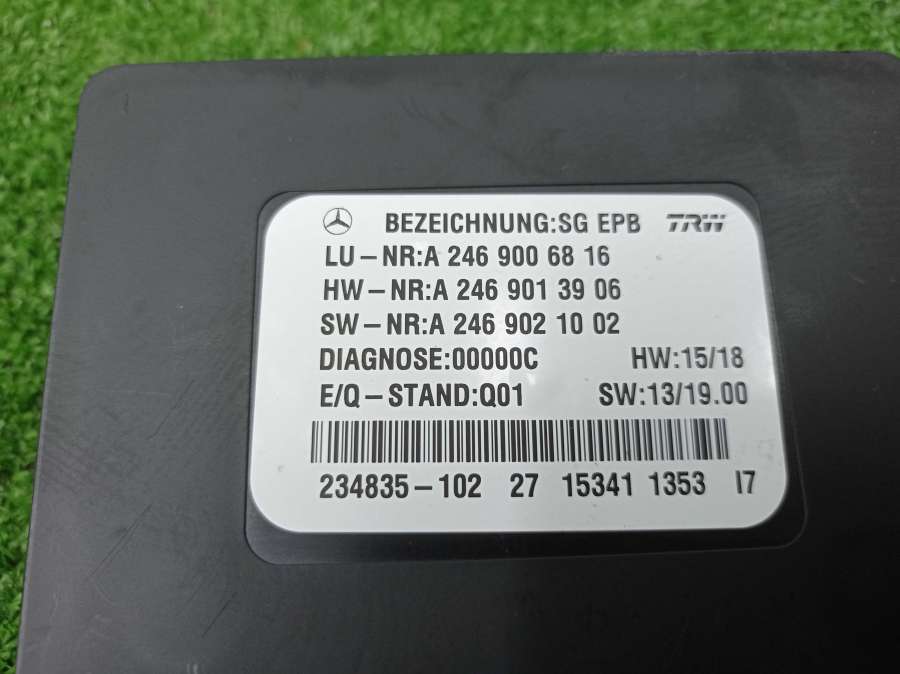 BEZEICHNUNG:SG EPB TRW
LU-NR:A 246 900 68 16
HW-NR:A 246 901 39 06
SW-NR:A 246 902 10 02
DIAGNOSE:00000C HW:15/18
E/Q-STAND:Q01 SW:13/19.00
234835-102 27 15341 1353 I7